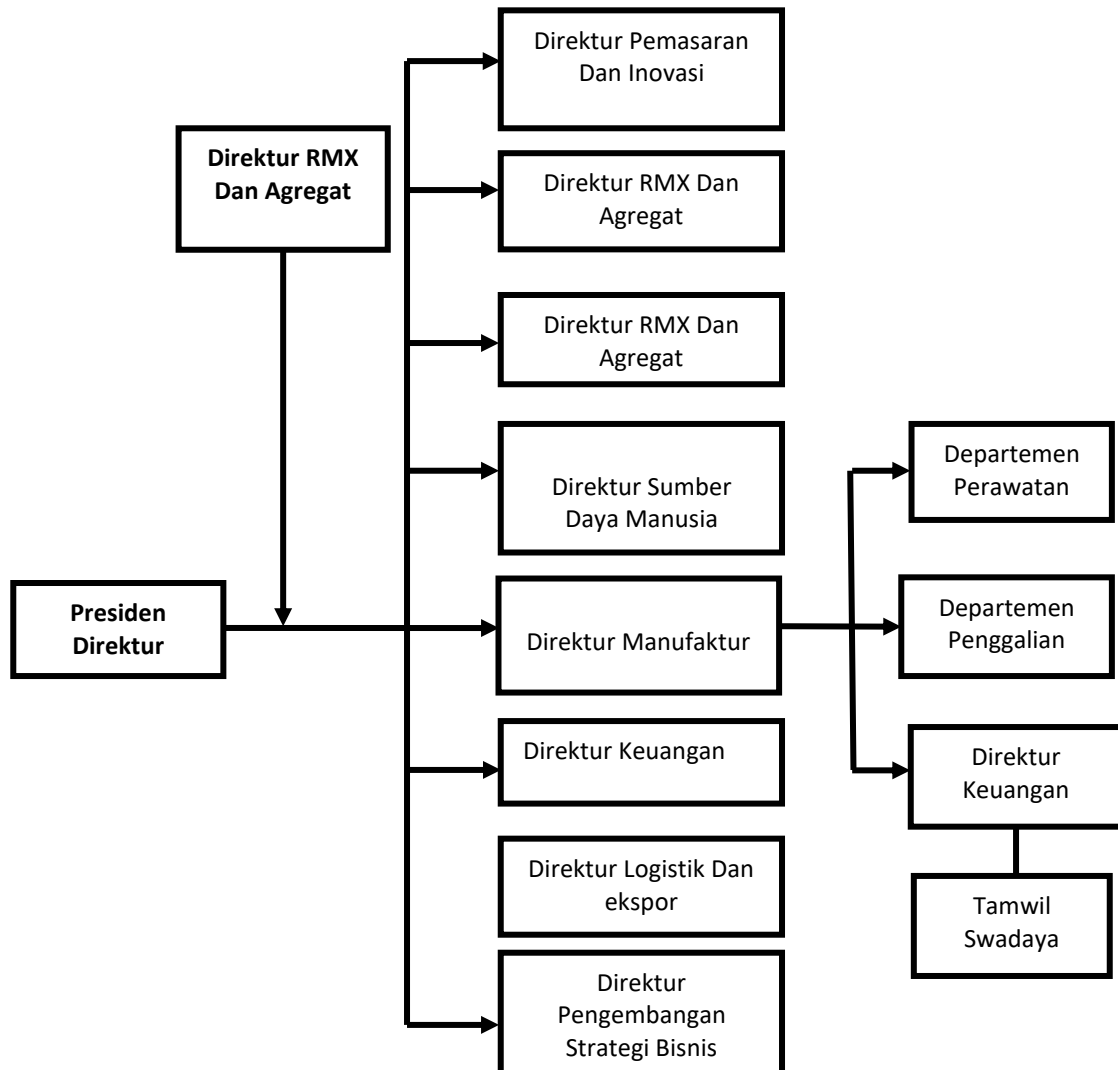 Direktur Pemasaran
Dan Inovasi
Direktur RMX
Dan Agregat
Direktur RMX Dan
Agregat
Direktur RMX Dan
Agregat
Direktur Sumber
Daya Manusia
Departemen
Perawatan
Presiden
Direktur
Direktur Manufaktur
Departemen
Penggalian
Direktur Keuangan
Direktur
Keuangan
Direktur Logistik Dan
ekspor
Tamwil
Swadaya
Direktur
Pengembangan
Strategi Bisnis